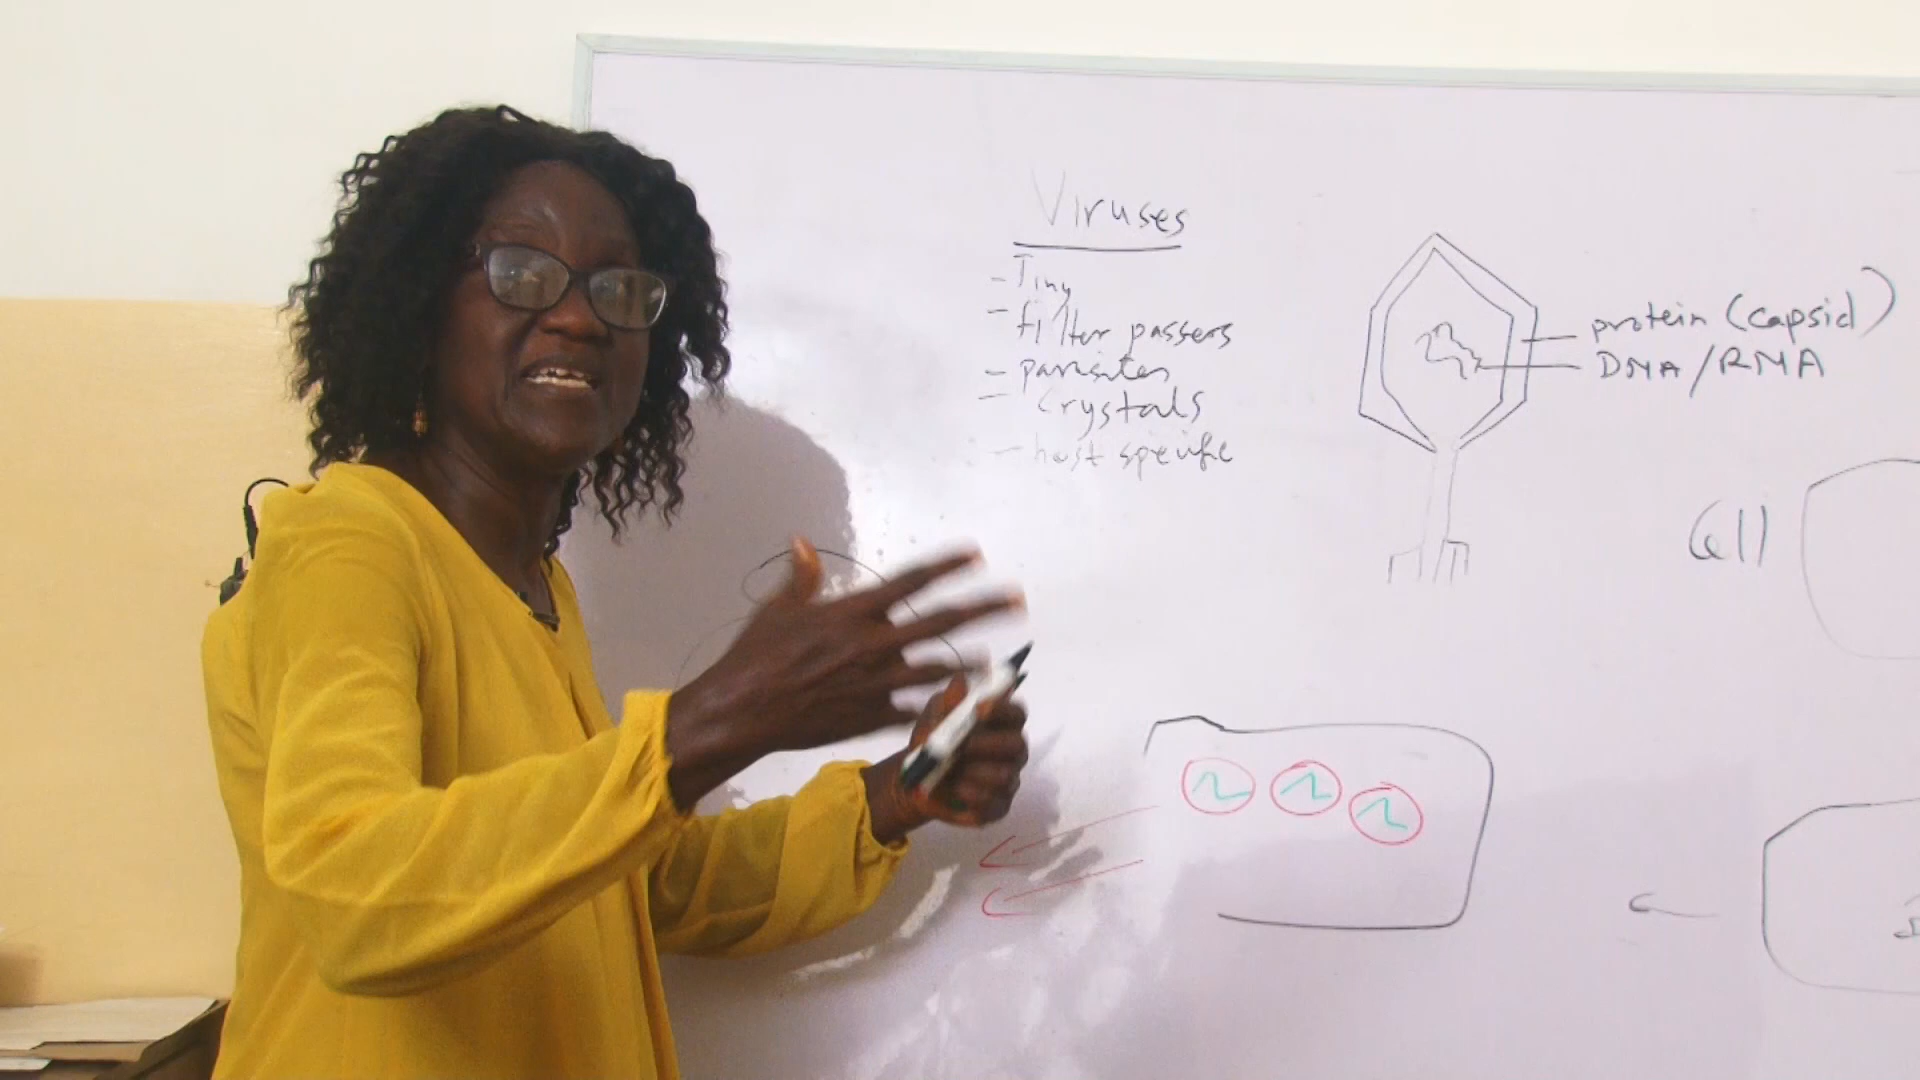 Viruses
- Tiny
- filter passers
- parasites
- crystals
- host specific
protein (capsid)
DNA/RNA
Cell